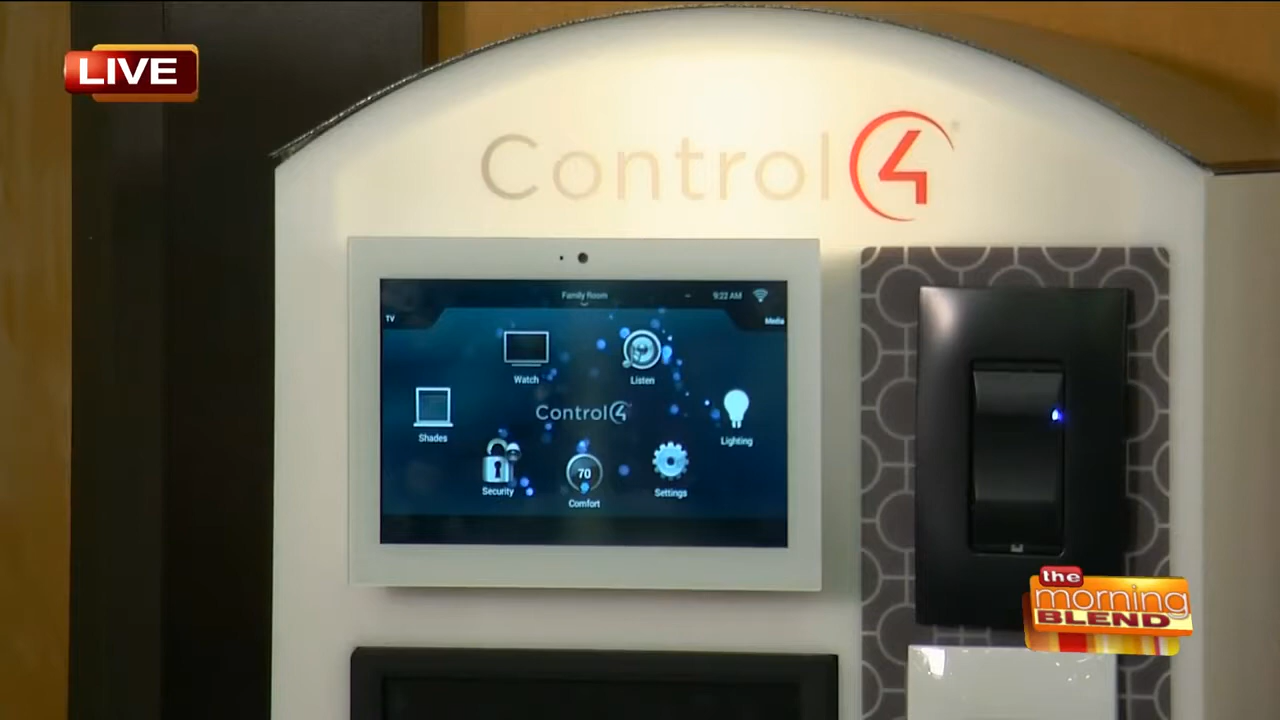 LIVE
Control4®
Family Room
9:22 AM
TV
Media
Watch
Listen
Control4
Shades
Lighting
Security
70
Comfort
Settings
the
morning
BLEND